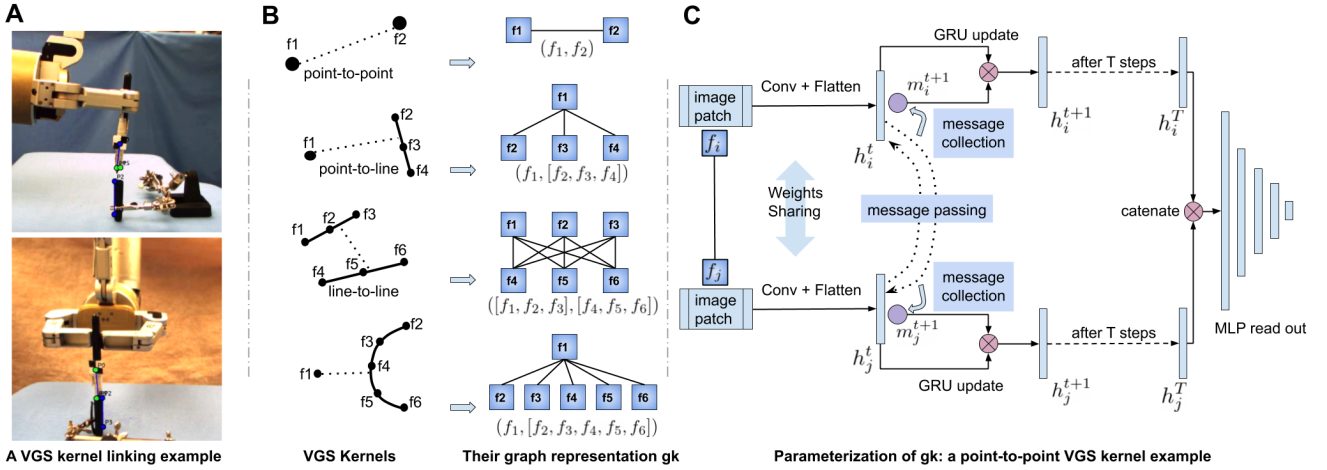 A
B
C
f1
f2
point-to-point
f1
f2
(f1, f2)
f1
f2
f3
f4
point-to-line
f1
f2
f3
f4
(f1, [f2, f3, f4])
f1
f2
f3
f4
f5
f6
line-to-line
f1
f2
f3
f4
f5
f6
([f1, f2, f3], [f4, f5, f6])
f1
f2
f3
f4
f5
f6
f1
f2
f3
f4
f5
f6
(f1, [f2, f3, f4, f5, f6])
image
patch
Conv + Flatten
GRU update
m_i^{t+1}
h_i^t
message
collection
h_i^{t+1}
after T steps
h_i^T
f_i
Weights
Sharing
message passing
catenate
f_j
image
patch
Conv + Flatten
message
collection
m_j^{t+1}
h_j^t
GRU update
after T steps
h_j^{t+1}
h_j^T
MLP read out
P2
P0
P2
P3
A VGS kernel linking example
VGS Kernels
Their graph representation gk
Parameterization of gk: a point-to-point VGS kernel example